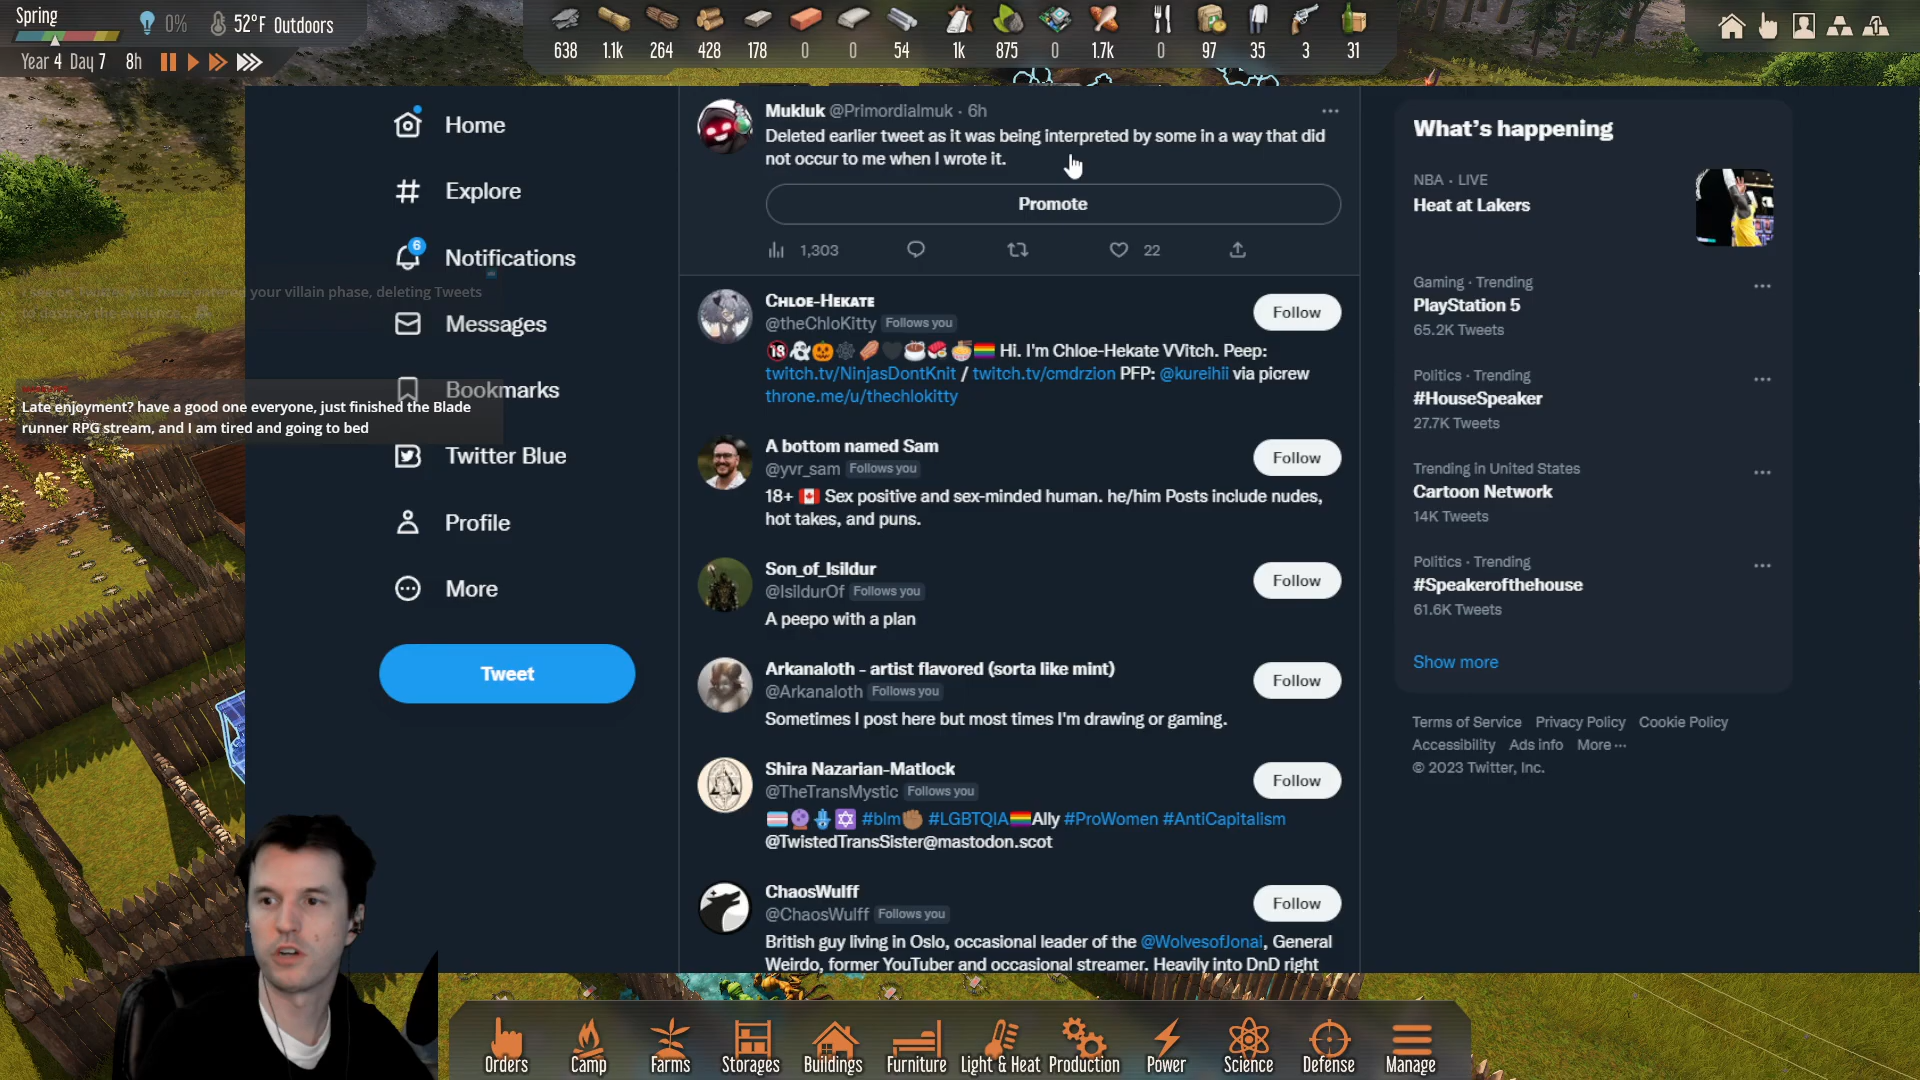 Spring
0%
52°F Outdoors
Year 4 Day 7 8h
638 1.1k 264 428 178 0 0 54 1k 875 0 1.7k 0 97 35 3 31
Home
Explore
6
Notifications
your villain phase, deleting Tweets
Messages
Bookmarks
Late enjoyment? have a good one everyone, just finished the Blade
runner RPG stream, and I am tired and going to bed
Twitter Blue
Profile
More
Tweet
Mukluk @Primordialmuk · 6h
Deleted earlier tweet as it was being interpreted by some in a way that did
not occur to me when I wrote it.
Promote
1,303
22
Chloe-Hekate
@theChloKitty Follows you
Follow
🔞👻🎃🕸🥓🖤☕🍣🍜🏳️‍🌈 Hi. I'm Chloe-Hekate VVitch. Peep:
twitch.tv/NinjasDontKnit / twitch.tv/cmdrzion PFP: @kureihii via picrew
throne.me/u/thechlokitty
A bottom named Sam
@yvr_sam Follows you
Follow
18+ 🇨🇦 Sex positive and sex-minded human. he/him Posts include nudes,
hot takes, and puns.
Son_of_Isildur
@IsildurOf Follows you
Follow
A peepo with a plan
Arkanaloth - artist flavored (sorta like mint)
@Arkanaloth Follows you
Follow
Sometimes I post here but most times I'm drawing or gaming.
Shira Nazarian-Matlock
@TheTransMystic Follows you
Follow
#blm✊🏾 #LGBTQIA🏳️‍🌈Ally #ProWomen #AntiCapitalism
@TwistedTransSister@mastodon.scot
ChaosWulff
@ChaosWulff Follows you
Follow
British guy living in Oslo, occasional leader of the @WolvesofJonai, General
Weirdo, former YouTuber and occasional streamer. Heavily into DnD right
What's happening
NBA · LIVE
Heat at Lakers
Gaming · Trending
PlayStation 5
65.2K Tweets
Politics · Trending
#HouseSpeaker
27.7K Tweets
Trending in United States
Cartoon Network
14K Tweets
Politics · Trending
#Speakerofthehouse
61.6K Tweets
Show more
Terms of Service Privacy Policy Cookie Policy
Accessibility Ads info More ···
© 2023 Twitter, Inc.
Orders Camp Farms Storages Buildings Furniture Light & Heat Production Power Science Defense Manage